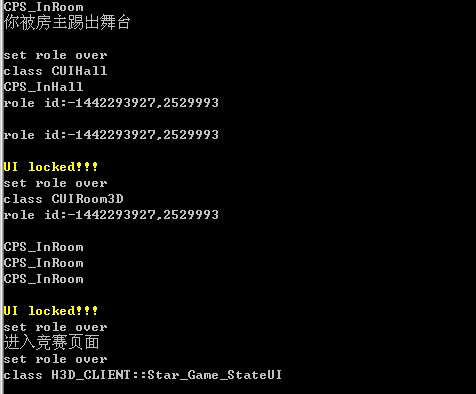 CPS_InRoom
你被房主踢出舞台
set role over
class CUIHall
CPS_InHall
role id:-1442293927,2529993
role id:-1442293927,2529993
UI locked!!!
set role over
class CUIRoom3D
role id:-1442293927,2529993
CPS_InRoom
CPS_InRoom
CPS_InRoom
UI locked!!!
set role over
进入竞赛页面
set role over
class H3D_CLIENT::Star_Game_StateUI